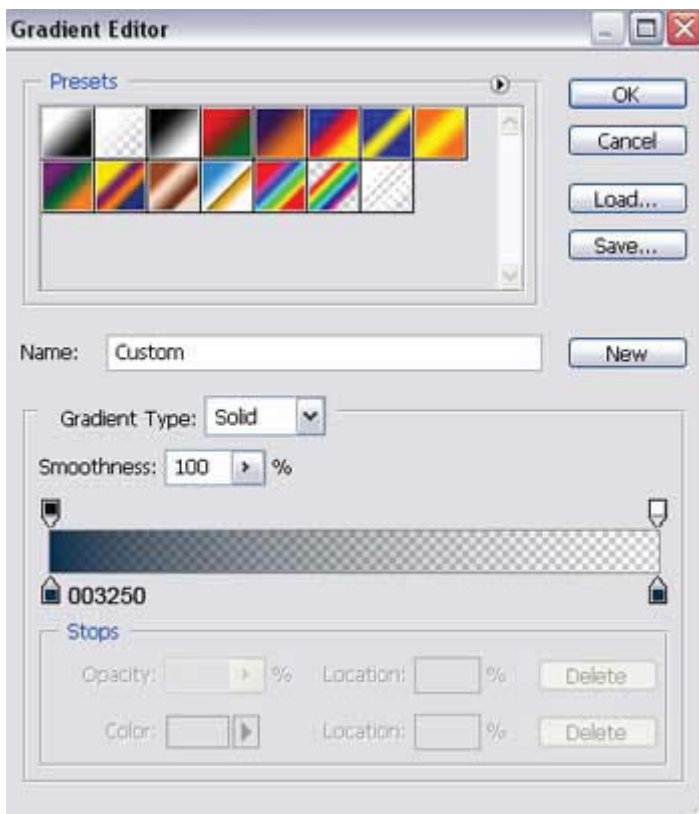 Gradient Editor
Presets
OK
Cancel
Load...
Save...
Name: Custom
New
Gradient Type: Solid
Smoothness: 100 %
003250
Stops
Opacity: % Location: % Delete
Color: Location: % Delete